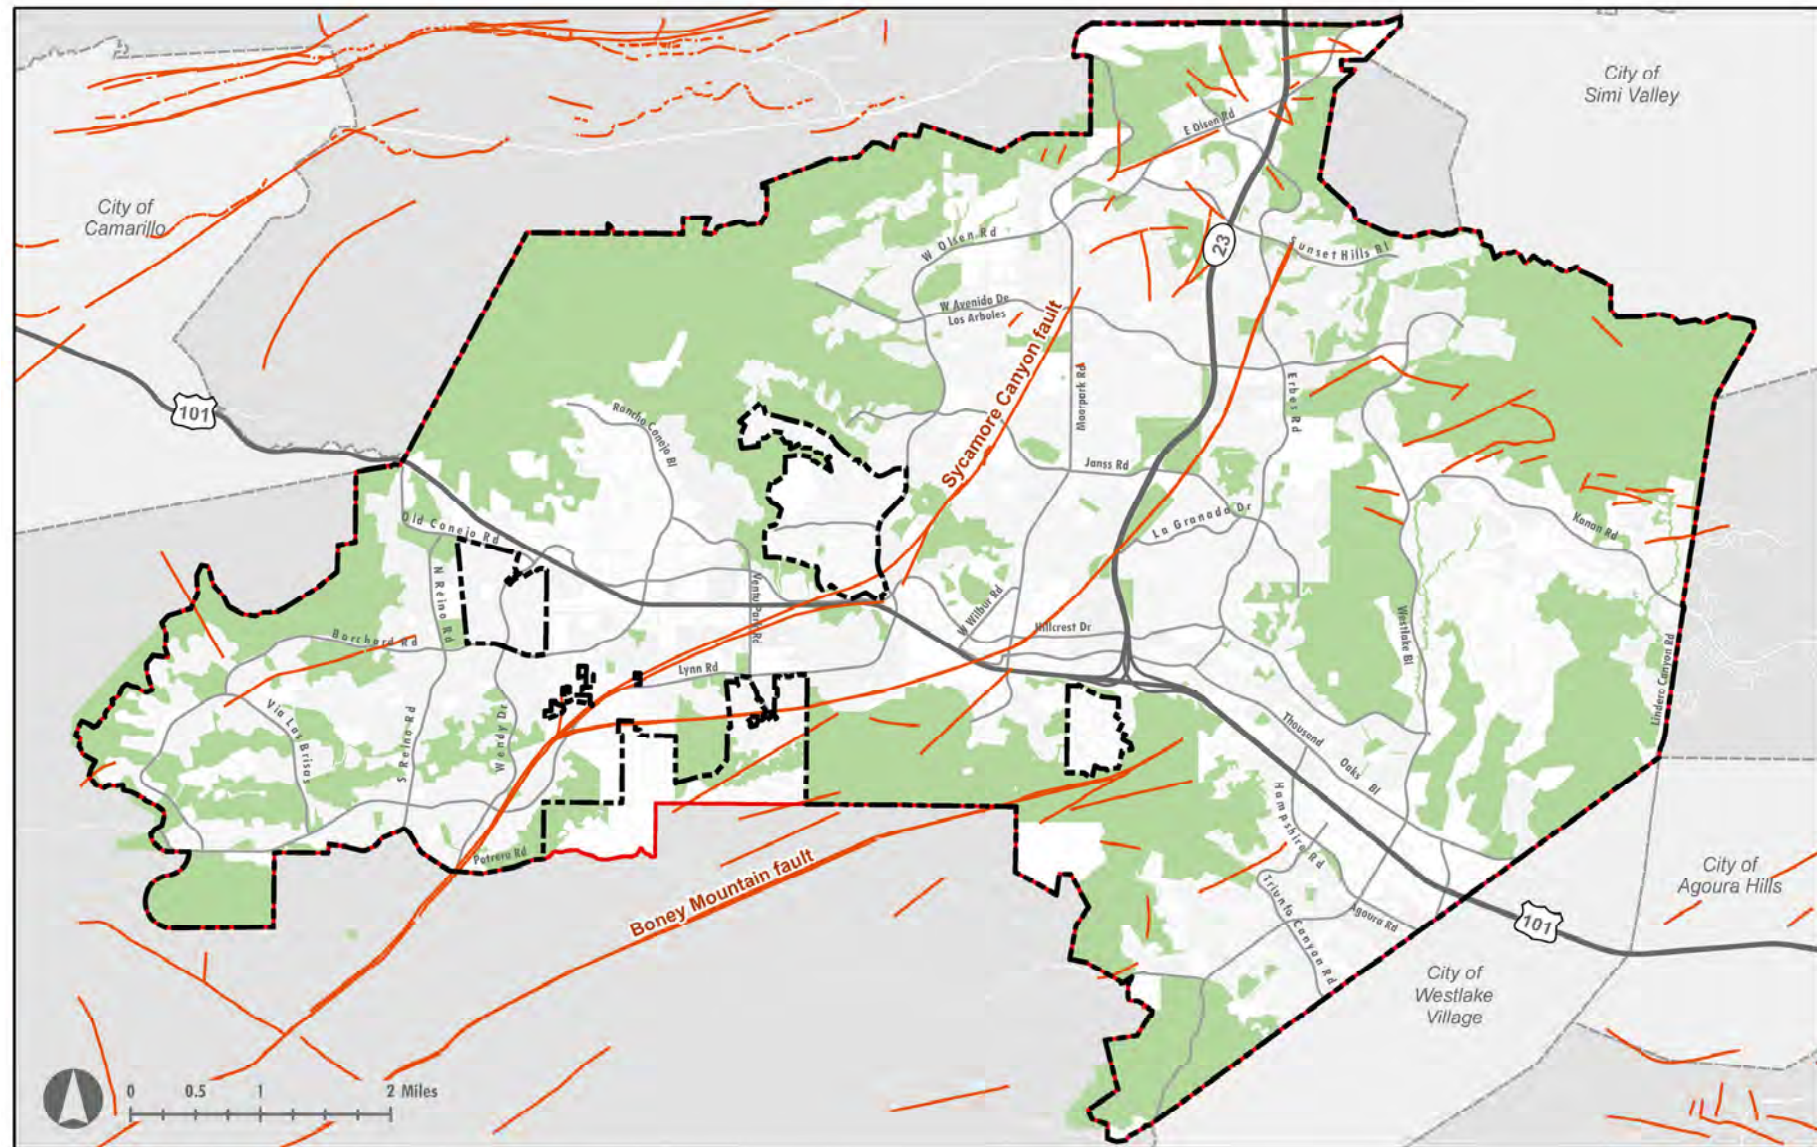 City of
Simi Valley
E Olsen Rd
City of
Camarillo
23
Sunset Hills Bl
W Olsen Rd
W Avenida De
Los Arboles
Sycamore Canyon fault
Moorpark Rd
Erbes Rd
101
Rancho Conejo Bl
Janss Rd
La Granada Dr
Kanan Rd
Old Conejo Rd
N Reino Rd
Ventu Park Rd
W Wilbur Rd
Hillcrest Dr
Westlake Bl
Borchard Rd
Lynn Rd
Lindero Canyon Rd
Via Las Brisas
S Reino Rd
W Wendy Dr
Thousand
Oaks
Bl
Hampshire Rd
Potrero Rd
Boney Mountain fault
Triunfo Canyon Rd
Agoura Rd
City of
Agoura Hills
101
City of
Westlake
Village
0 0.5 1 2 Miles